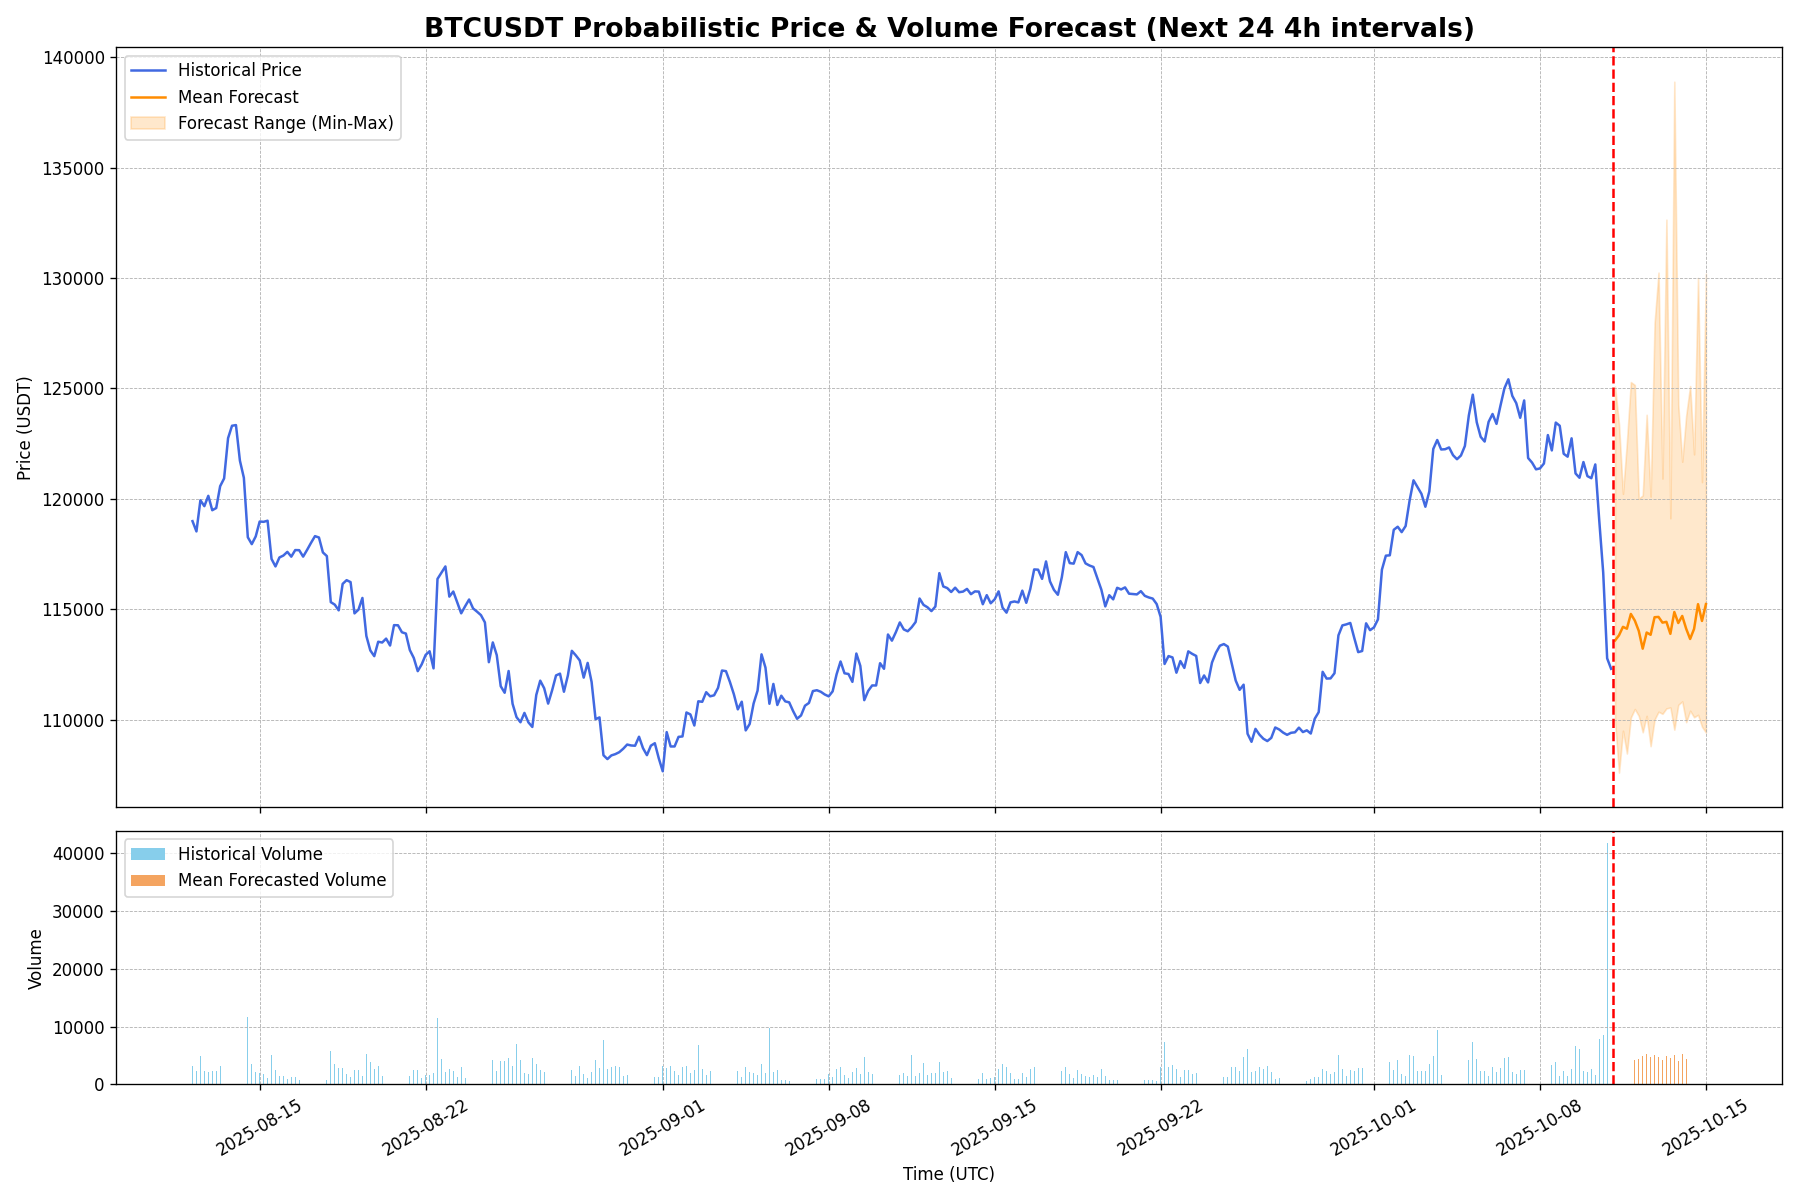 BTCUSDT Probabilistic Price & Volume Forecast (Next 24 4h intervals)
Historical Price
Mean Forecast
Forecast Range (Min-Max)
140000
135000
130000
125000
120000
115000
110000
Price (USDT)
Historical Volume
Mean Forecasted Volume
40000
30000
20000
10000
0
Volume
2025-08-15
2025-08-22
2025-09-01
2025-09-08
2025-09-15
2025-09-22
2025-10-01
2025-10-08
2025-10-15
Time (UTC)